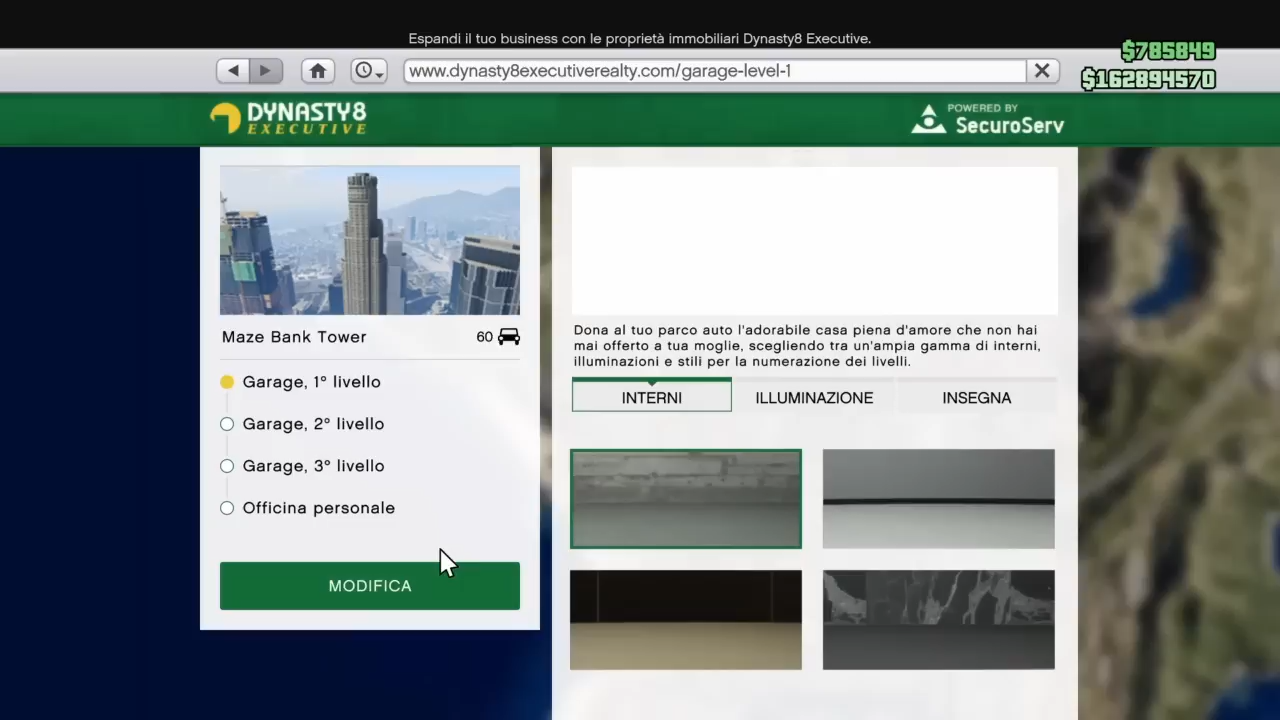 Espandi il tuo business con le proprietà immobiliari Dynasty8 Executive.
$785849
www.dynasty8executiverealty.com/garage-level-1
$162894570
DYNASTY8
EXECUTIVE
POWERED BY
SecuroServ
Maze Bank Tower
60
Garage, 1° livello
Garage, 2° livello
Garage, 3° livello
Officina personale
MODIFICA
Dona al tuo parco auto l'adorabile casa piena d'amore che non hai
mai offerto a tua moglie, scegliendo tra un'ampia gamma di interni,
illuminazioni e stili per la numerazione dei livelli.
INTERNI
ILLUMINAZIONE
INSEGNA